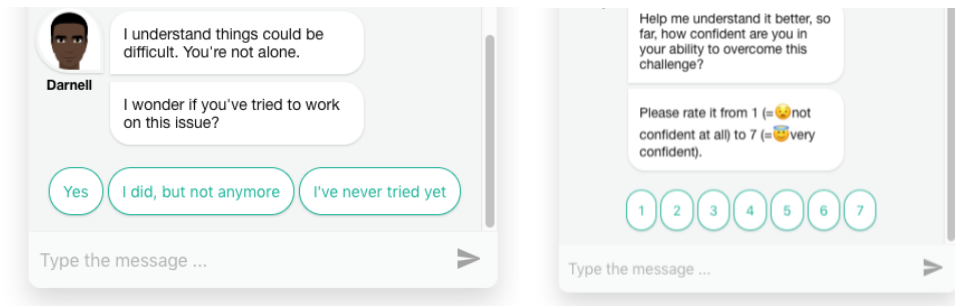 I understand things could be
difficult. You're not alone.
Darnell
I wonder if you've tried to work
on this issue?
Yes
I did, but not anymore
I've never tried yet
Type the message ...
Help me understand it better, so
far, how confident are you in
your ability to overcome this
challenge?
Please rate it from 1 (=😟not
confident at all) to 7 (=😇very
confident).
1 2 3 4 5 6 7
Type the message ...